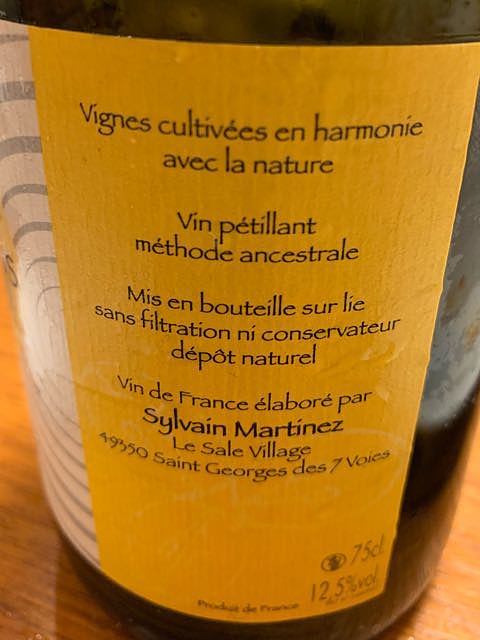 Vignes cultivées en harmonie
avec la nature
Vin pétillant
méthode ancestrale
Mis en bouteille sur lie
sans filtration ni conservateur
dépôt naturel
Vin de France élaboré par
Sylvain Martinez
Le Sale Village
49350 Saint Georges des 7 Voies
75cl
12,5%vol
Produit de France